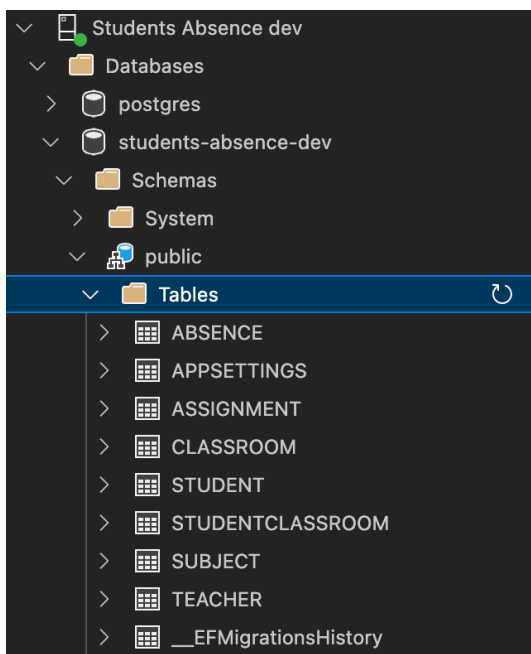 Students Absence dev
Databases
postgres
students-absence-dev
Schemas
System
public
Tables
ABSENCE
APPSETTINGS
ASSIGNMENT
CLASSROOM
STUDENT
STUDENTCLASSROOM
SUBJECT
TEACHER
__EFMigrationsHistory